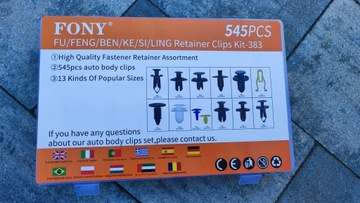 FONY®
545PCS
FU/FENG/BEN/KE/SI/LING Retainer Clips Kit-383
①High Quality Fastener Retainer Assortment
②545pcs auto body clips
③13 Kinds Of Popular Sizes
If you have any questions
about our auto body clips set,please contact us.